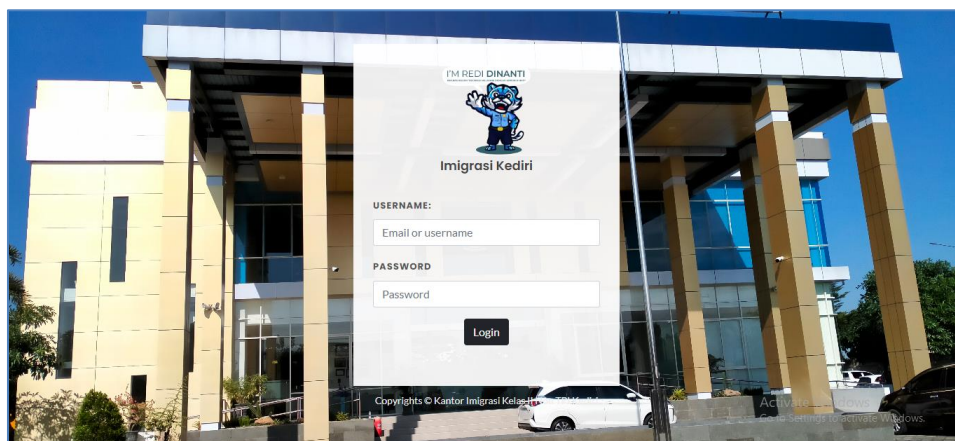 I'M REDI DINANTI
Imigrasi Kediri
USERNAME:
Email or username
PASSWORD
Password
Login
Copyrights © Kantor Imigrasi Kelas
Activate Windows
Go to Settings to activate Windows.